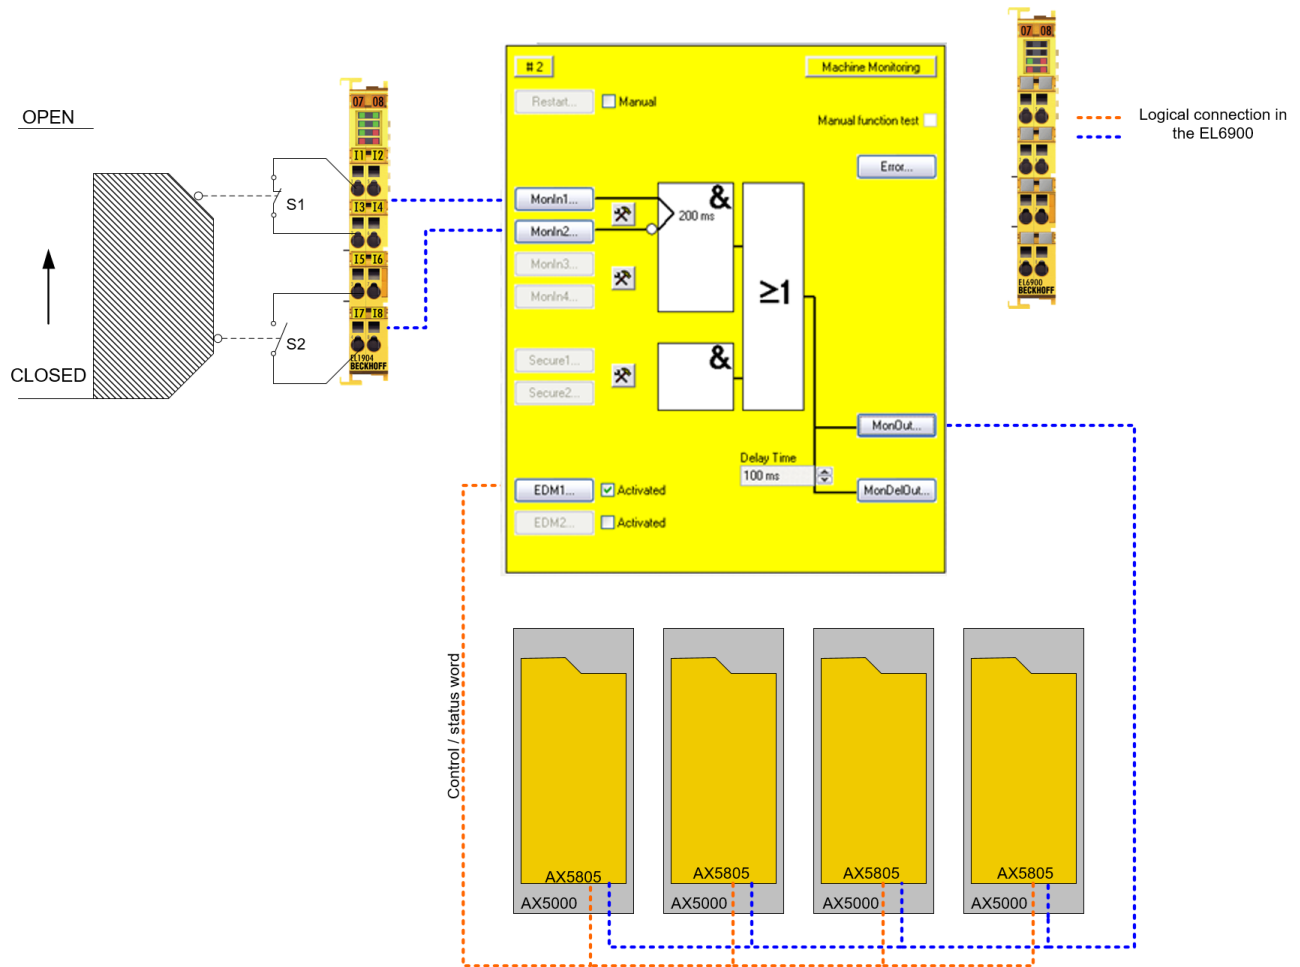 OPEN
CLOSED
S1
S2
07 08
I1 I2
I3 I4
I5 I6
I7 I8
EL1904
BECKHOFF
# 2
Machine Monitoring
Restart...
Manual
Manual function test
Error...
MonIn1...
MonIn2...
MonIn3...
MonIn4...
&
200 ms
≥1
Secure1...
Secure2...
&
MonOut...
Delay Time
100 ms
MonDelOut...
EDM1...
Activated
EDM2...
Activated
07 08
EL6900
BECKHOFF
Logical connection in
the EL6900
Control / status word
AX5805
AX5000
AX5805
AX5000
AX5805
AX5000
AX5805
AX5000